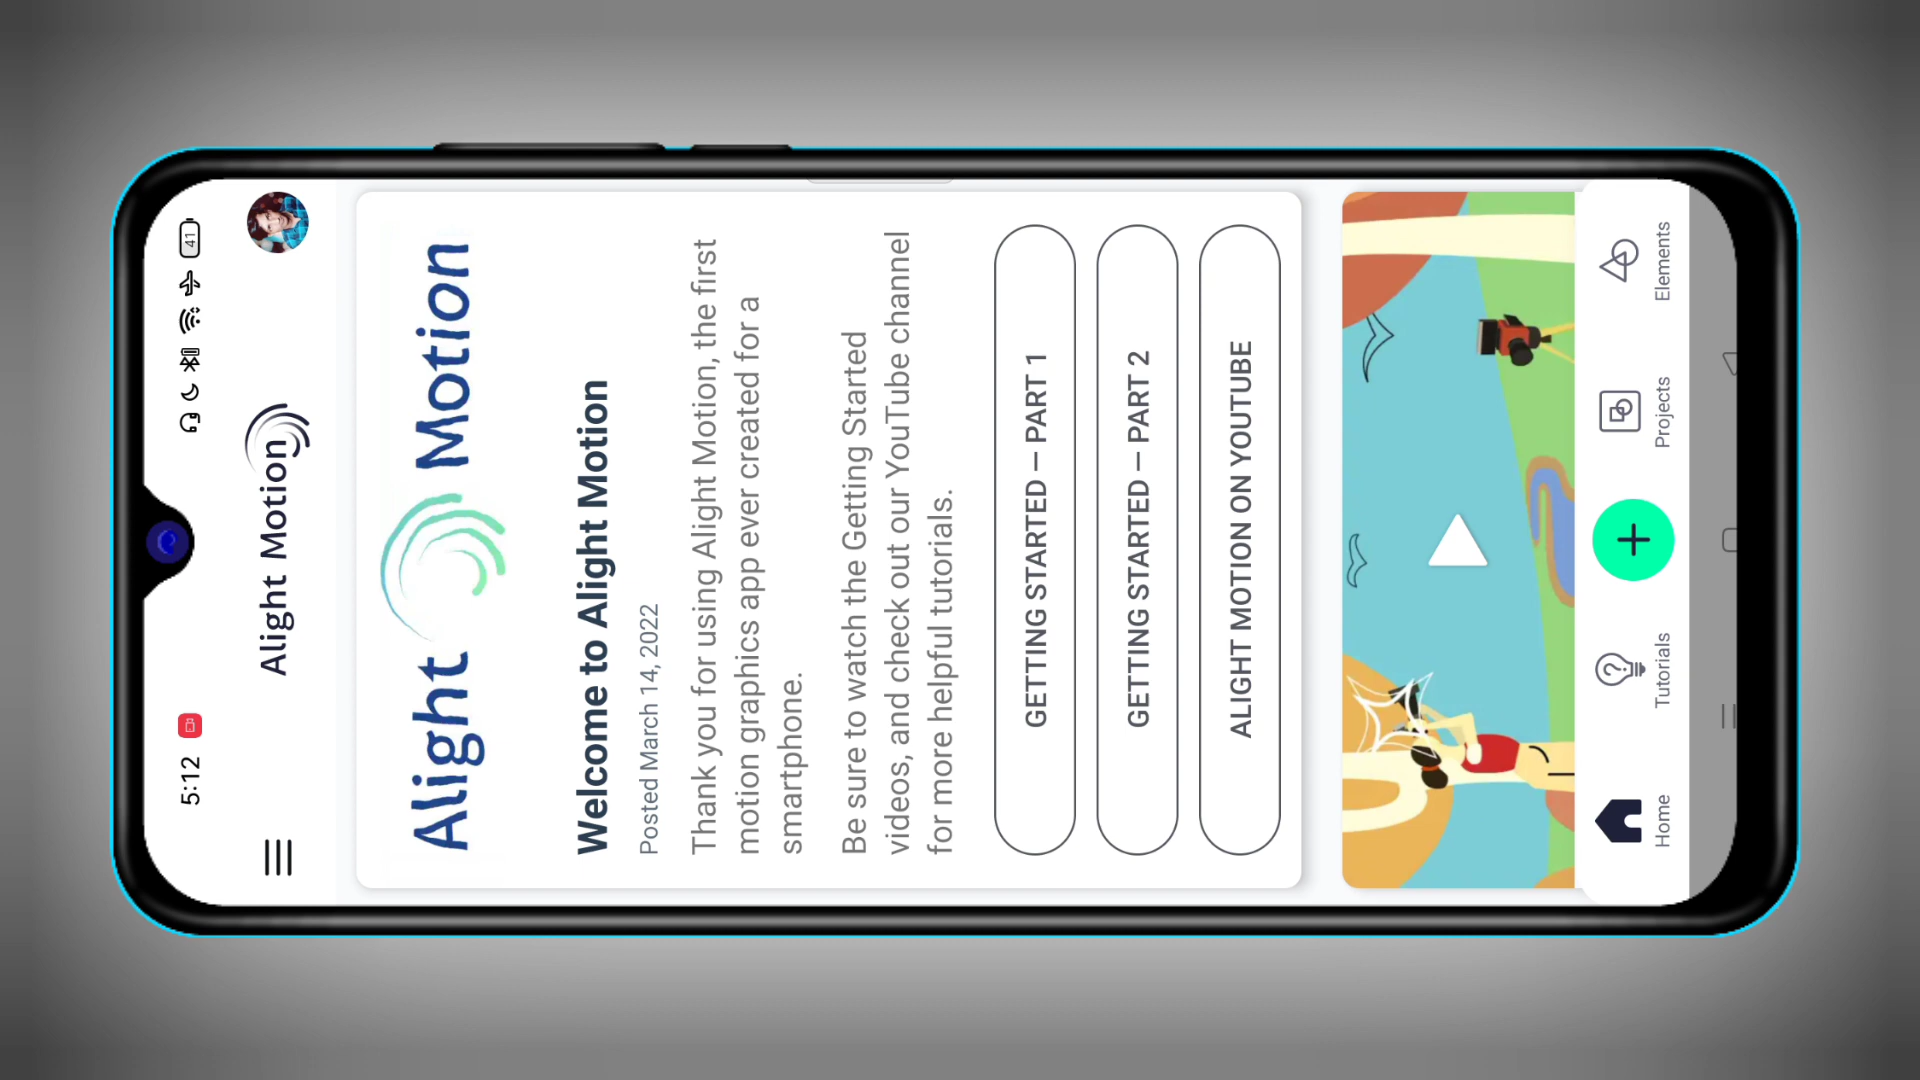 5:12
41
Alight Motion
Alight Motion
Welcome to Alight Motion
Posted March 14, 2022
Thank you for using Alight Motion, the first
motion graphics app ever created for a
smartphone.
Be sure to watch the Getting Started
videos, and check out our YouTube channel
for more helpful tutorials.
GETTING STARTED – PART 1
GETTING STARTED – PART 2
ALIGHT MOTION ON YOUTUBE
Home
Tutorials
Projects
Elements